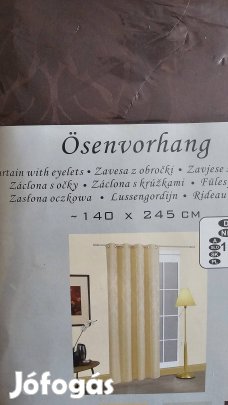 Ösenvorhang
rtain with eyelets • Zavesa z obročki • Zavjese
Záclona s očky • Záclona s krúžkami • Füles
Zasłona oczkowa • Lussengordijn • Rideau
~ 140 x 245 CM
Jófogás